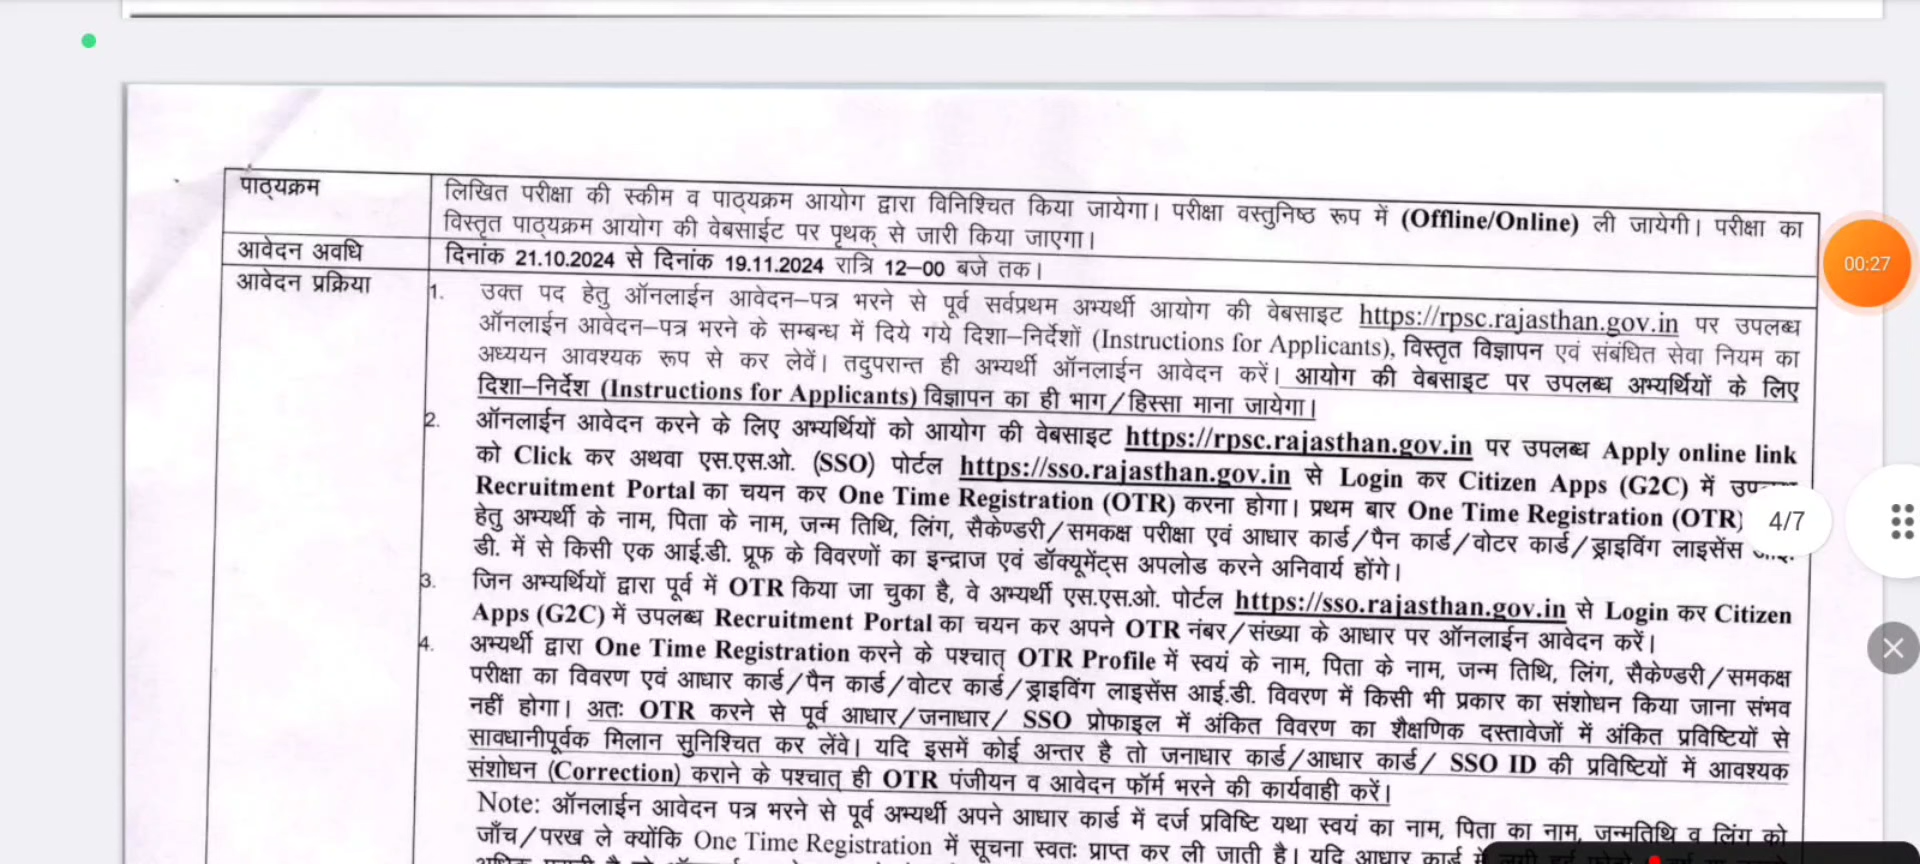 पाठ्यक्रम
लिखित परीक्षा की स्कीम व पाठ्यक्रम आयोग द्वारा विनिश्चित किया जायेगा। परीक्षा वस्तुनिष्ठ रूप में (Offline/Online) ली जायेगी। परीक्षा का
विस्तृत पाठ्यक्रम आयोग की वेबसाईट पर पृथक् से जारी किया जाएगा।
आवेदन अवधि
दिनांक 21.10.2024 से दिनांक 19.11.2024 रात्रि 12–00 बजे तक।
आवेदन प्रक्रिया
1. उक्त पद हेतु ऑनलाईन आवेदन–पत्र भरने से पूर्व सर्वप्रथम अभ्यर्थी आयोग की वेबसाइट https://rpsc.rajasthan.gov.in पर उपलब्ध
ऑनलाईन आवेदन–पत्र भरने के सम्बन्ध में दिये गये दिशा–निर्देशों (Instructions for Applicants), विस्तृत विज्ञापन एवं संबंधित सेवा नियम का
अध्ययन आवश्यक रूप से कर लेवें। तदुपरान्त ही अभ्यर्थी ऑनलाईन आवेदन करें। आयोग की वेबसाइट पर उपलब्ध अभ्यर्थियों के लिए
दिशा–निर्देश (Instructions for Applicants) विज्ञापन का ही भाग/हिस्सा माना जायेगा।
2. ऑनलाईन आवेदन करने के लिए अभ्यर्थियों को आयोग की वेबसाइट https://rpsc.rajasthan.gov.in पर उपलब्ध Apply online link
को Click कर अथवा एस.एस.ओ. (SSO) पोर्टल https://sso.rajasthan.gov.in से Login कर Citizen Apps (G2C) में
Recruitment Portal का चयन कर One Time Registration (OTR) करना होगा। प्रथम बार One Time Registration (OTR)
हेतु अभ्यर्थी के नाम, पिता के नाम, जन्म तिथि, लिंग, सैकेण्डरी/समकक्ष परीक्षा एवं आधार कार्ड/पैन कार्ड/वोटर कार्ड/ड्राइविंग लाइसेंस
डी. में से किसी एक आई.डी. प्रूफ के विवरणों का इन्द्राज एवं डॉक्यूमेंट्स अपलोड करने अनिवार्य होंगे।
3. जिन अभ्यर्थियों द्वारा पूर्व में OTR किया जा चुका है, वे अभ्यर्थी एस.एस.ओ. पोर्टल https://sso.rajasthan.gov.in से Login कर Citizen
Apps (G2C) में उपलब्ध Recruitment Portal का चयन कर अपने OTR नंबर/संख्या के आधार पर ऑनलाईन आवेदन करें।
4. अभ्यर्थी द्वारा One Time Registration करने के पश्चात् OTR Profile में स्वयं के नाम, पिता के नाम, जन्म तिथि, लिंग, सैकेण्डरी/समकक्ष
परीक्षा का विवरण एवं आधार कार्ड/पैन कार्ड/वोटर कार्ड/ड्राइविंग लाइसेंस आई.डी. विवरण में किसी भी प्रकार का संशोधन किया जाना संभव
नहीं होगा। अतः OTR करने से पूर्व आधार/जनाधार/ SSO प्रोफाइल में अंकित विवरण का शैक्षणिक दस्तावेजों में अंकित प्रविष्टियों से
सावधानीपूर्वक मिलान सुनिश्चित कर लेंवे। यदि इसमें कोई अन्तर है तो जनाधार कार्ड/आधार कार्ड/ SSO ID की प्रविष्टियों में आवश्यक
संशोधन (Correction) कराने के पश्चात् ही OTR पंजीयन व आवेदन फॉर्म भरने की कार्यवाही करें।
Note: ऑनलाईन आवेदन पत्र भरने से पूर्व अभ्यर्थी अपने आधार कार्ड में दर्ज प्रविष्टि यथा स्वयं का नाम, पिता का नाम, जन्मतिथि व लिंग को
जाँच/परख ले क्योंकि One Time Registration में सूचना स्वतः प्राप्त कर ली जाती है। यदि आधार कार्ड में
00:27
4/7